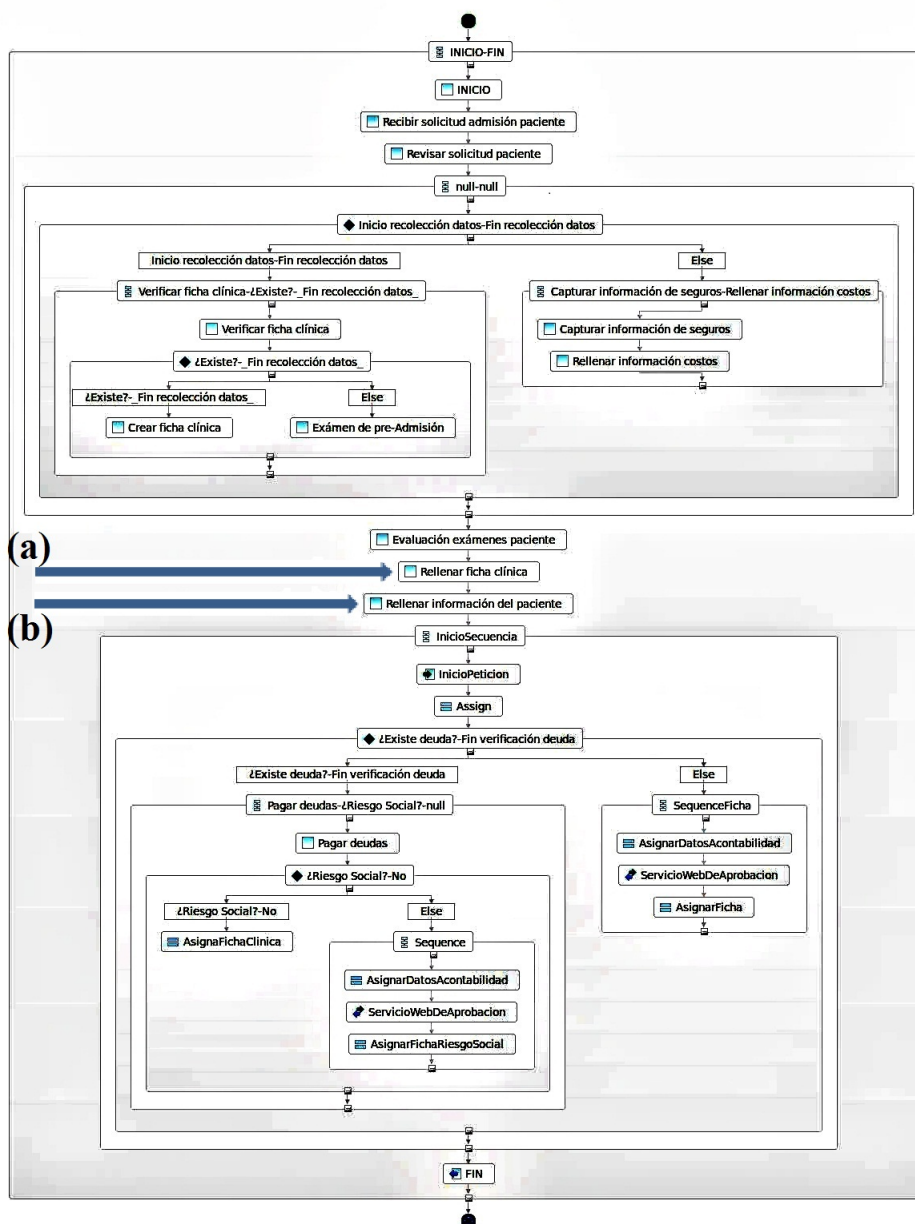 INICIO-FIN
INICIO
Recibir solicitud admisión paciente
Revisar solicitud paciente
null-null
Inicio recolección datos-Fin recolección datos
Inicio recolección datos-Fin recolección datos
Else
Verificar ficha clínica-¿Existe?-_Fin recolección datos_
Capturar información de seguros-Rellenar información costos
Verificar ficha clínica
Capturar información de seguros
¿Existe?-_Fin recolección datos_
Rellenar información costos
¿Existe?-_Fin recolección datos_
Else
Crear ficha clínica
Exámen de pre-Admisión
Evaluación exámenes paciente
(a)
Rellenar ficha clínica
Rellenar información del paciente
(b)
InicioSecuencia
InicioPeticion
Assign
¿Existe deuda?-Fin verificación deuda
¿Existe deuda?-Fin verificación deuda
Else
Pagar deudas-¿Riesgo Social?-null
SequenceFicha
Pagar deudas
AsignarDatosAcontabilidad
¿Riesgo Social?-No
ServicioWebDeAprobacion
¿Riesgo Social?-No
Else
AsignarFicha
AsignaFichaClinica
Sequence
AsignarDatosAcontabilidad
ServicioWebDeAprobacion
AsignarFichaRiesgoSocial
FIN